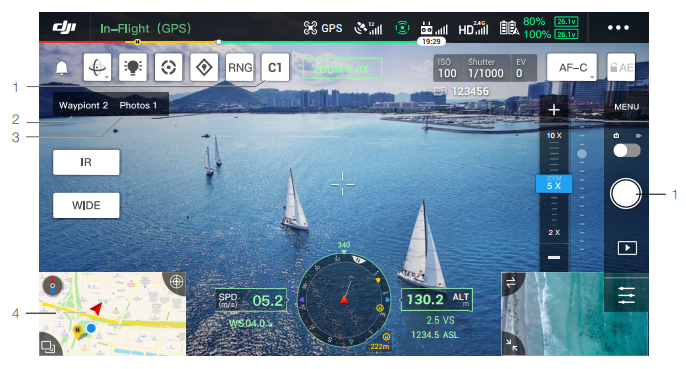 dji In-Flight (GPS) GPS 12 HD 2.4G 80% 26.1v
100% 26.1v
19:29
H
RNG C1 ZOOM 5.0X ISO 100 Shutter 1/1000 EV 0 AF-C AE
123456
1
Waypiont 2 Photos 1
2
3
MENU
10 X
IR
ZOOM
5 X
1
WIDE
2 X
340
N
4
H
SPD
(m/s) 05.2
130.2 ALT
m
WS 04.0
2.5 VS
1234.5 ASL
222m